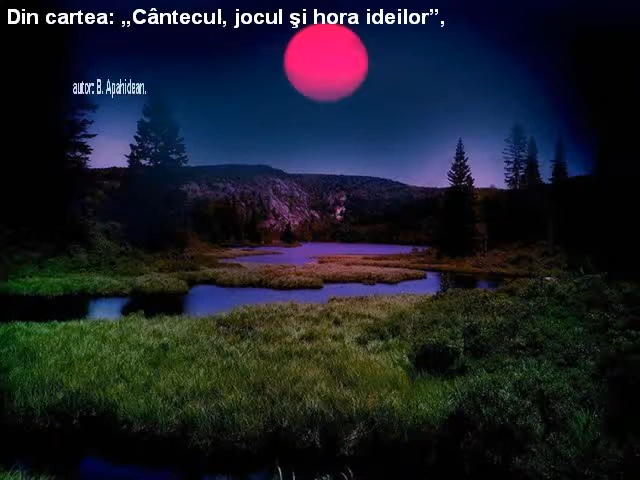 Din cartea: „Cântecul, jocul şi hora ideilor”,
autor: B. Apahidean.